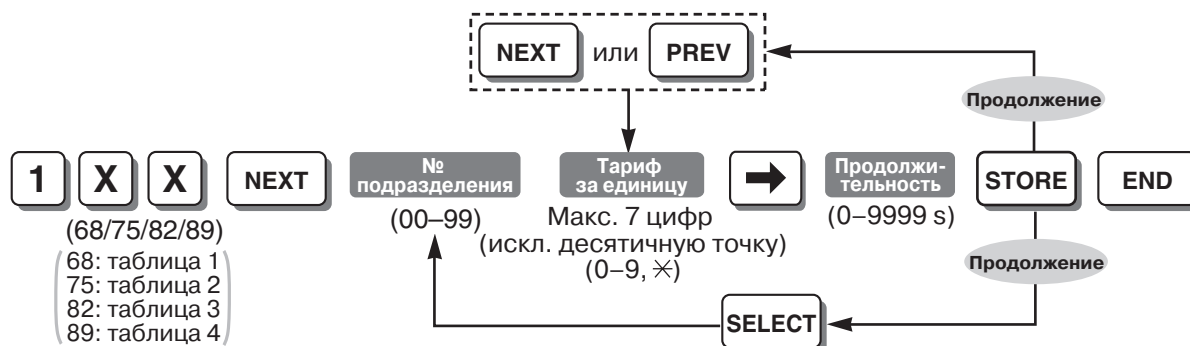 NEXT или PREV
Продолжение
1 X X NEXT
№
подразделения
Тариф
за единицу
➡
Продолжи-
тельность
STORE END
(68/75/82/89)
(00–99)
Макс. 7 цифр
(искл. десятичную точку)
(0–9, ✳)
(0–9999 s)
68: таблица 1
75: таблица 2
82: таблица 3
89: таблица 4
Продолжение
SELECT